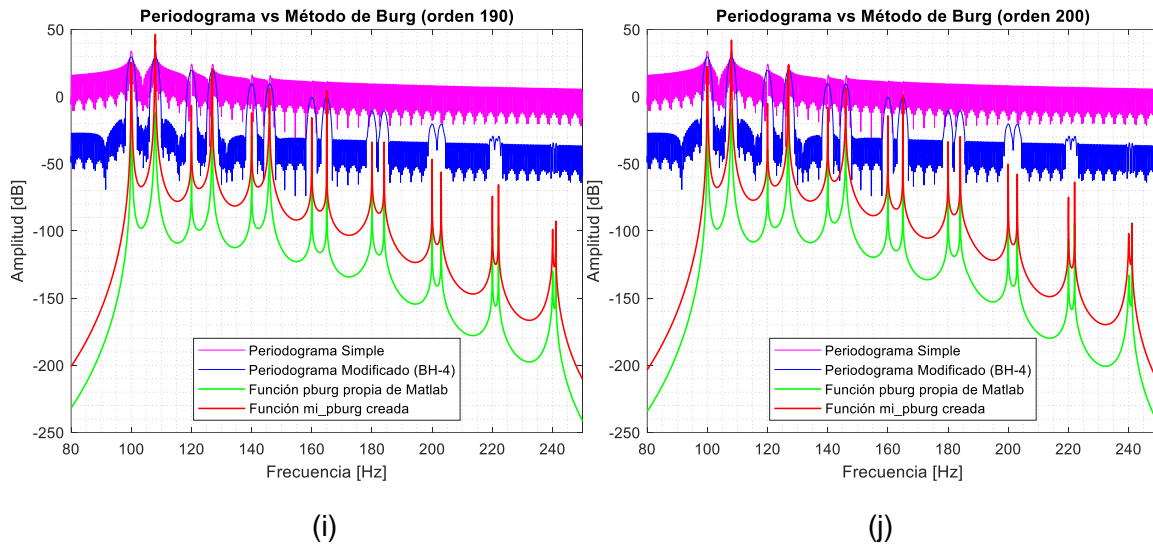 Periodograma vs Método de Burg (orden 190)
50
0
-50
-100
-150
-200
-250
Amplitud [dB]
Periodograma Simple
Periodograma Modificado (BH-4)
Función pburg propia de Matlab
Función mi_pburg creada
80 100 120 140 160 180 200 220 240
Frecuencia [Hz]
(i)
Periodograma vs Método de Burg (orden 200)
50
0
-50
-100
-150
-200
-250
Amplitud [dB]
Periodograma Simple
Periodograma Modificado (BH-4)
Función pburg propia de Matlab
Función mi_pburg creada
80 100 120 140 160 180 200 220 240
Frecuencia [Hz]
(j)